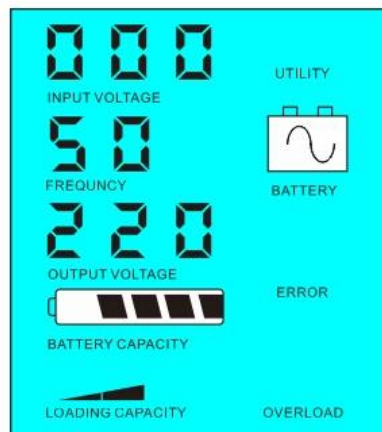 000
UTILITY
INPUT VOLTAGE
50
FREQUNCY
BATTERY
220
OUTPUT VOLTAGE
ERROR
BATTERY CAPACITY
LOADING CAPACITY
OVERLOAD